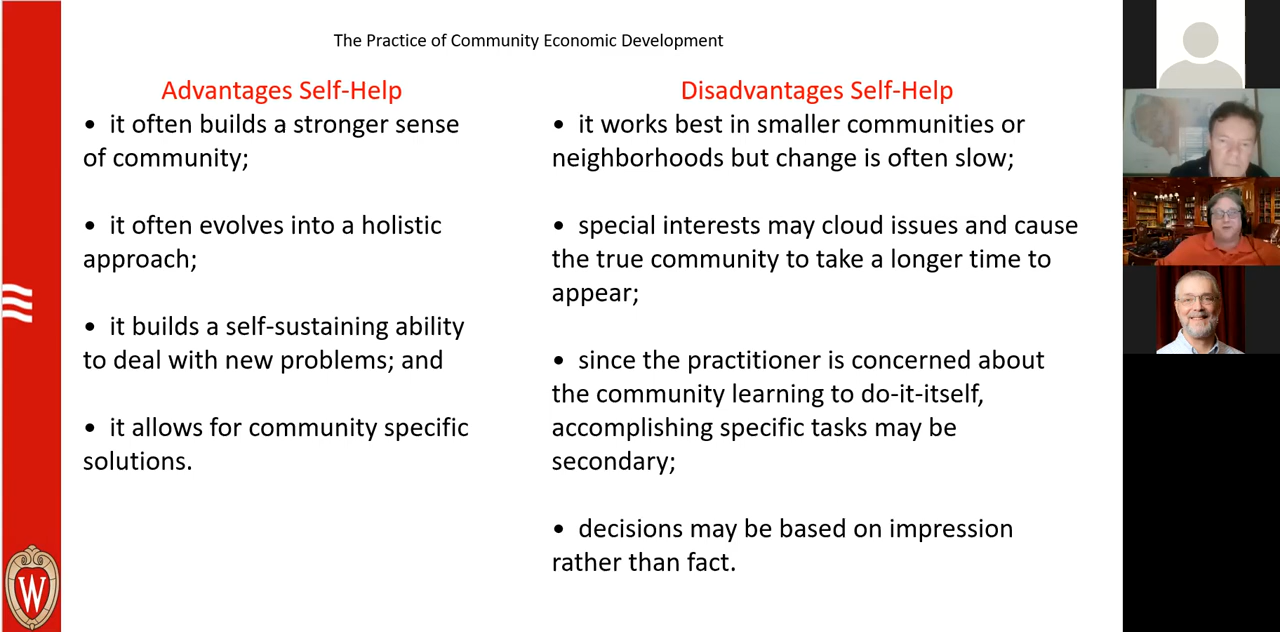 The Practice of Community Economic Development
Advantages Self-Help
• it often builds a stronger sense
of community;
• it often evolves into a holistic
approach;
• it builds a self-sustaining ability
to deal with new problems; and
• it allows for community specific
solutions.
Disadvantages Self-Help
• it works best in smaller communities or
neighborhoods but change is often slow;
• special interests may cloud issues and cause
the true community to take a longer time to
appear;
• since the practitioner is concerned about
the community learning to do-it-itself,
accomplishing specific tasks may be
secondary;
• decisions may be based on impression
rather than fact.
W